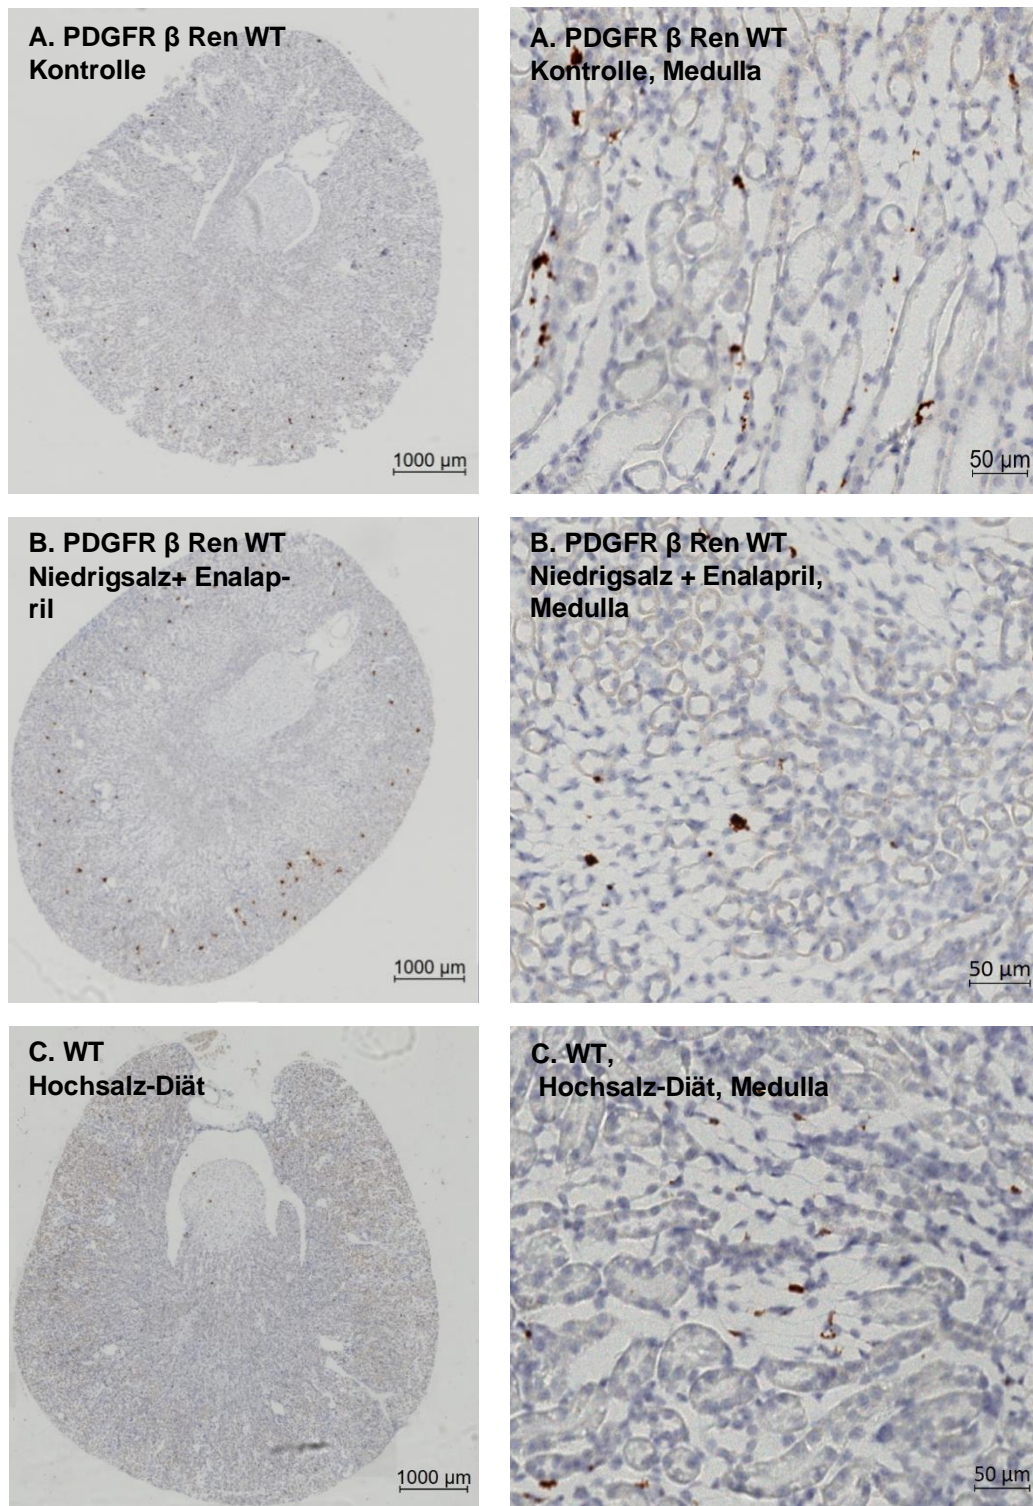 A. PDGFR β Ren WT
Kontrolle
1000 µm
A. PDGFR β Ren WT
Kontrolle, Medulla
50 µm
B. PDGFR β Ren WT
Niedrigsalz+ Enalap-
ril
1000 µm
B. PDGFR β Ren WT
Niedrigsalz + Enalapril,
Medulla
50 µm
C. WT
Hochsalz-Diät
1000 µm
C. WT,
Hochsalz-Diät, Medulla
50 µm